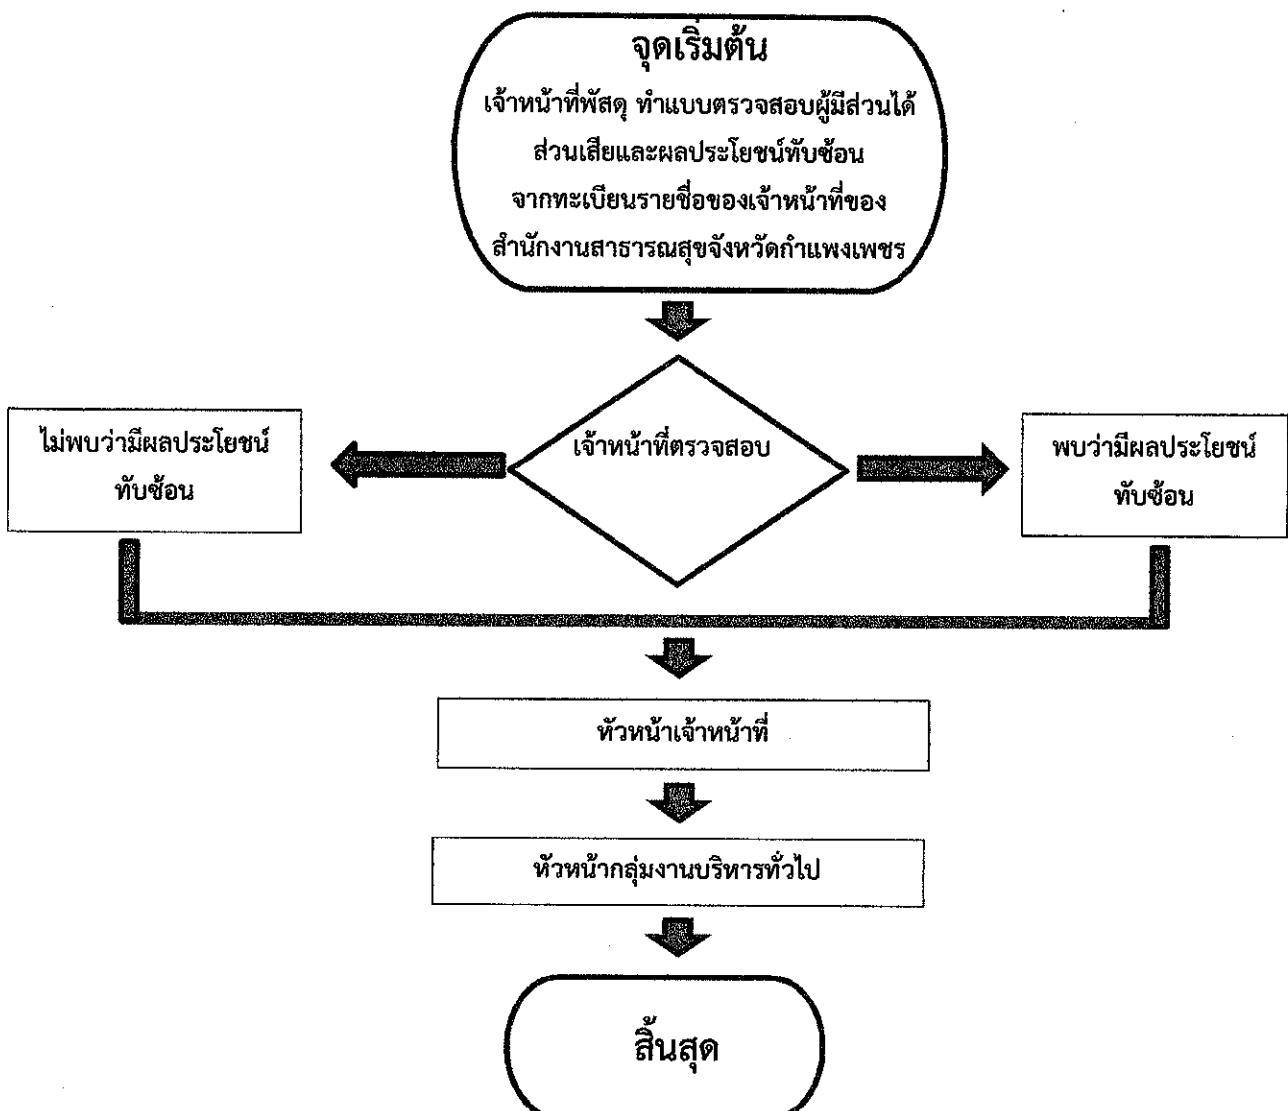 จุดเริ่มต้น
เจ้าหน้าที่พัสดุ ทำแบบตรวจสอบผู้มีส่วนได้
ส่วนเสียและผลประโยชน์ทับซ้อน
จากทะเบียนรายชื่อของเจ้าหน้าที่ของ
สำนักงานสาธารณสุขจังหวัดกำแพงเพชร
เจ้าหน้าที่ตรวจสอบ
ไม่พบว่ามีผลประโยชน์
ทับซ้อน
พบว่ามีผลประโยชน์
ทับซ้อน
หัวหน้าเจ้าหน้าที่
หัวหน้ากลุ่มงานบริหารทั่วไป
สิ้นสุด